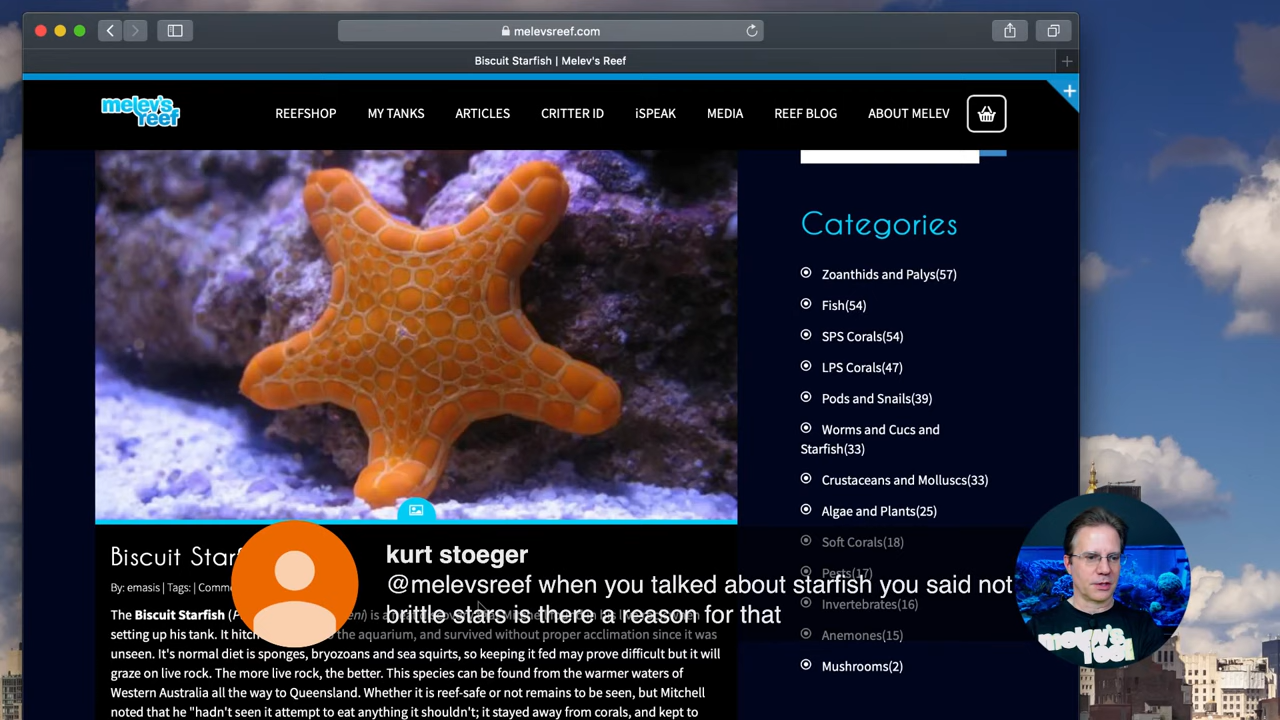 melevsreef.com
Biscuit Starfish | Melev's Reef
melev's
reef
REEFSHOP MY TANKS ARTICLES CRITTER ID iSPEAK MEDIA REEF BLOG ABOUT MELEV
Categories
Zoanthids and Palys(57)
Fish(54)
SPS Corals(54)
LPS Corals(47)
Pods and Snails(39)
Worms and Cucs and
Starfish(33)
Crustaceans and Molluscs(33)
Algae and Plants(25)
Soft Corals(18)
Pests(17)
Invertebrates(16)
Anemones(15)
Mushrooms(2)
Biscuit Starf
By: emasis | Tags: | Comme
kurt stoeger
@melevsreef when you talked about starfish you said not
brittle stars is there a reason for that
The Biscuit Starfish (
setting up his tank. It hitch the aquarium, and survived without proper acclimation since it was
unseen. It's normal diet is sponges, bryozoans and sea squirts, so keeping it fed may prove difficult but it will
graze on live rock. The more live rock, the better. This species can be found from the warmer waters of
Western Australia all the way to Queensland. Whether it is reef-safe or not remains to be seen, but Mitchell
noted that he "hadn't seen it attempt to eat anything it shouldn't; it stayed away from corals, and kept to
melev's
reef